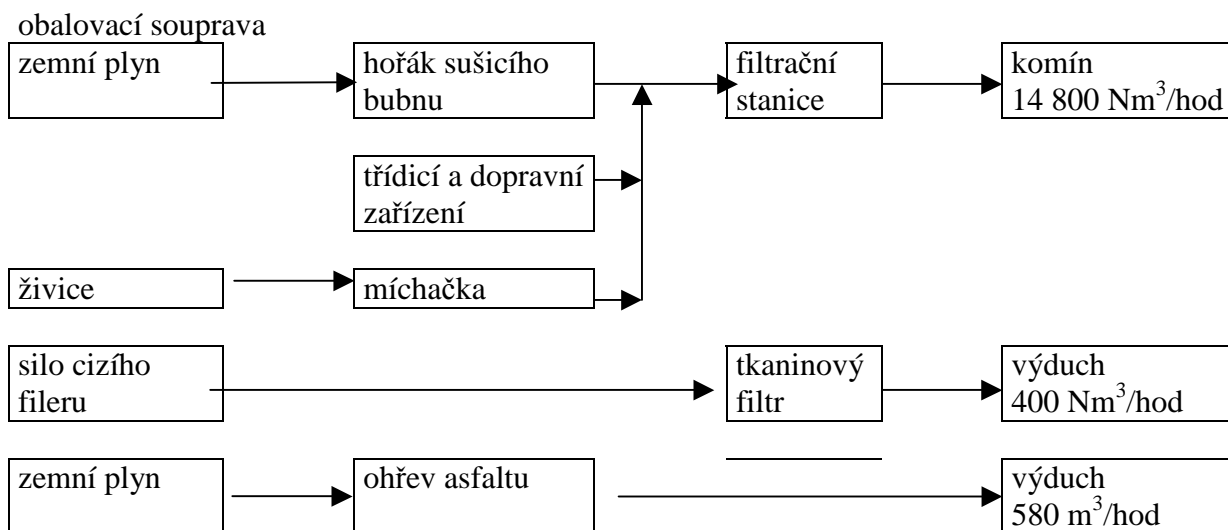 obalovací souprava
zemní plyn
hořák sušicího
bubnu
filtrační
stanice
komín
14 800 Nm³/hod
třídicí a dopravní
zařízení
živice
míchačka
silo cizího
fileru
tkaninový
filtr
výduch
400 Nm³/hod
zemní plyn
ohřev asfaltu
výduch
580 m³/hod